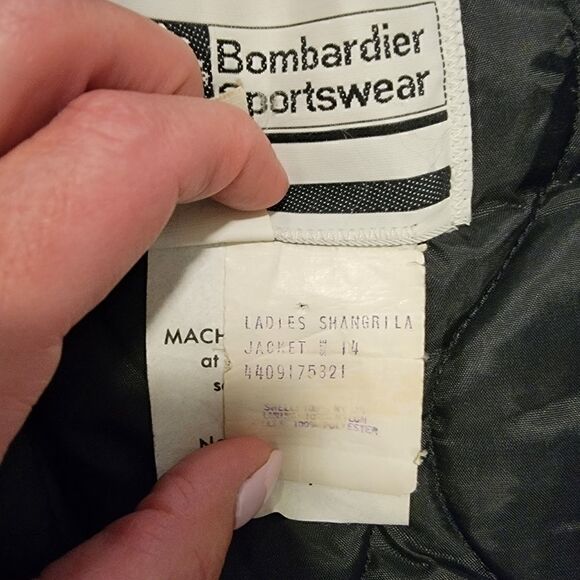 Bombardier
Sportswear
LADIES SHANGRILA
MACH
JACKET 14
at
4409175321
100% POLYESTER